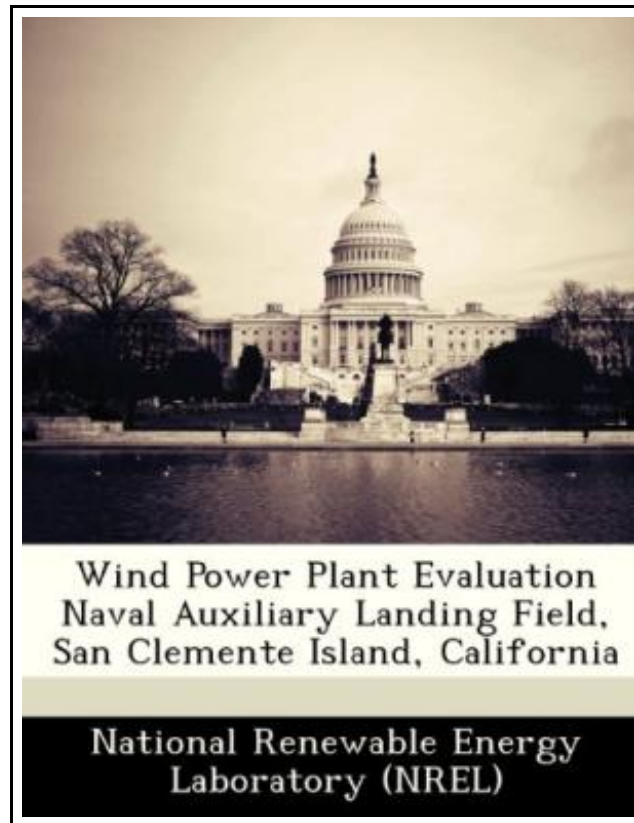 Wind Power Plant Evaluation
Naval Auxiliary Landing Field,
San Clemente Island, California
National Renewable Energy
Laboratory (NREL)